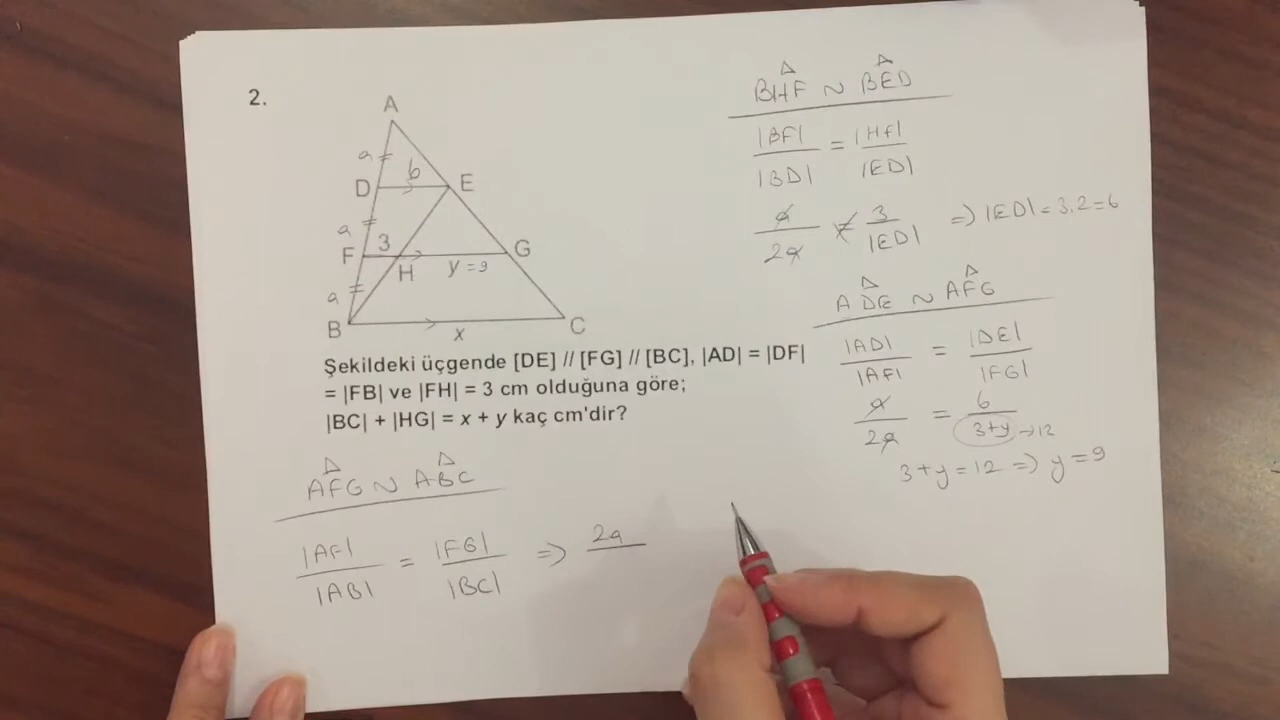 2.
A
a
D
b
E
a
F
3
H
y = 9
G
a
B
x
C
Şekildeki üçgende [DE] // [FG] // [BC], |AD| = |DF|
= |FB| ve |FH| = 3 cm olduğuna göre;
|BC| + |HG| = x + y kaç cm'dir?
BHF ~ BED
|BF| / |BD| = |HF| / |ED|
a / 2a = 3 / |ED| => |ED| = 3.2 = 6
ADE ~ AFG
|AD| / |AF| = |DE| / |FG|
a / 2a = 6 / 3+y → 12
3+y = 12 => y = 9
AFG ~ ABC
|AF| / |AB| = |FG| / |BC| => 2a